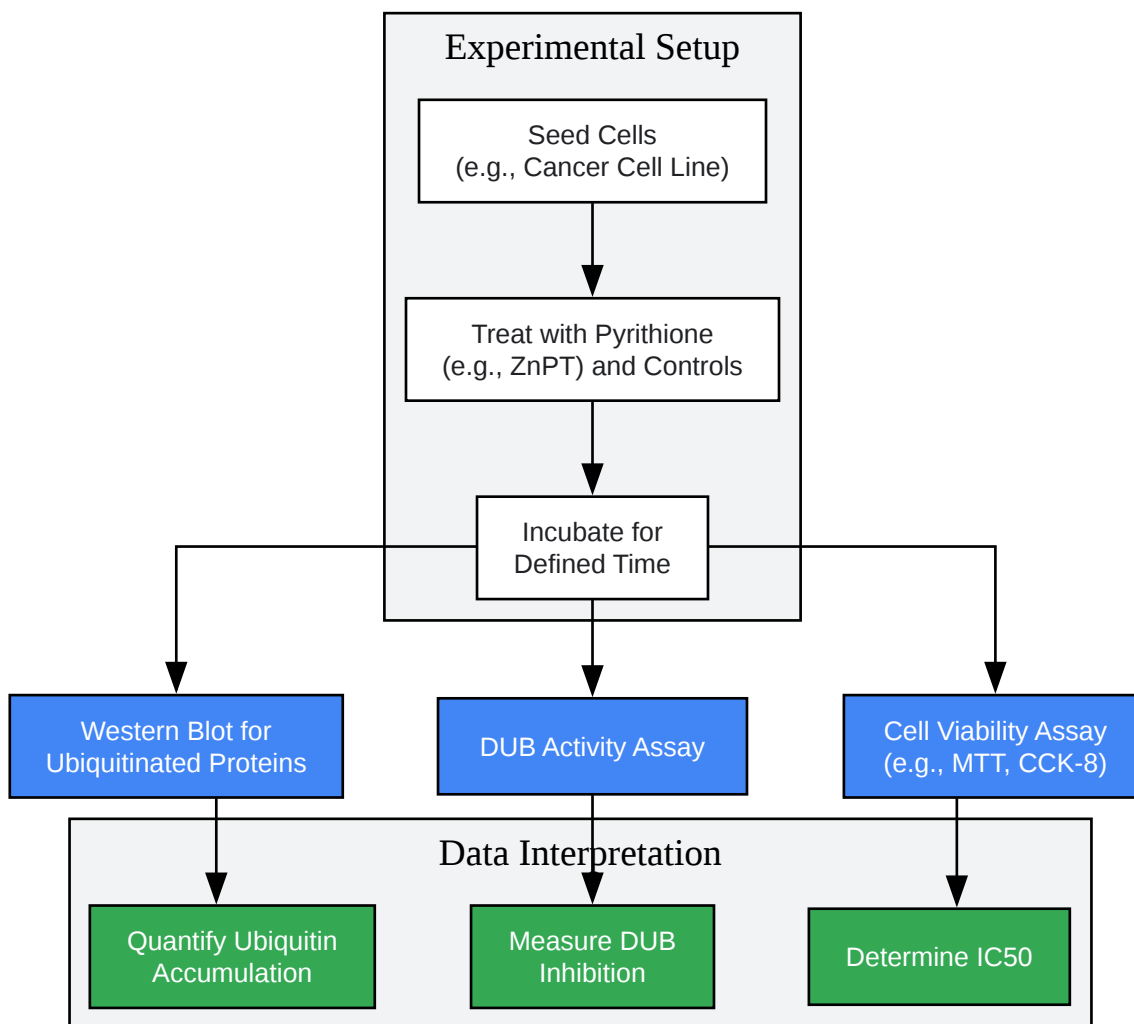 Experimental Setup
Seed Cells
(e.g., Cancer Cell Line)
Treat with Pyrithione
(e.g., ZnPT) and Controls
Incubate for
Defined Time
Western Blot for
Ubiquitinated Proteins
DUB Activity Assay
Cell Viability Assay
(e.g., MTT, CCK-8)
Data Interpretation
Quantify Ubiquitin
Accumulation
Measure DUB
Inhibition
Determine IC50